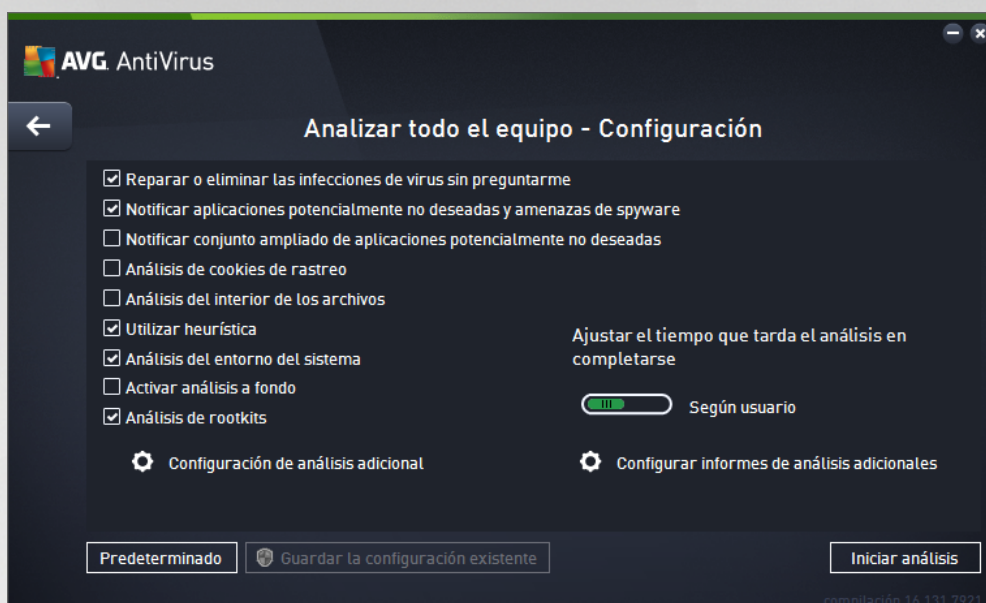 AVG. AntiVirus
Analizar todo el equipo - Configuración
Reparar o eliminar las infecciones de virus sin preguntarme
Notificar aplicaciones potencialmente no deseadas y amenazas de spyware
Notificar conjunto ampliado de aplicaciones potencialmente no deseadas
Análisis de cookies de rastreo
Análisis del interior de los archivos
Utilizar heurística
Análisis del entorno del sistema
Activar análisis a fondo
Análisis de rootkits
Ajustar el tiempo que tarda el análisis en
completarse
Según usuario
Configuración de análisis adicional
Configurar informes de análisis adicionales
Predeterminado
Guardar la configuración existente
Iniciar análisis
compilación 16.131.7921